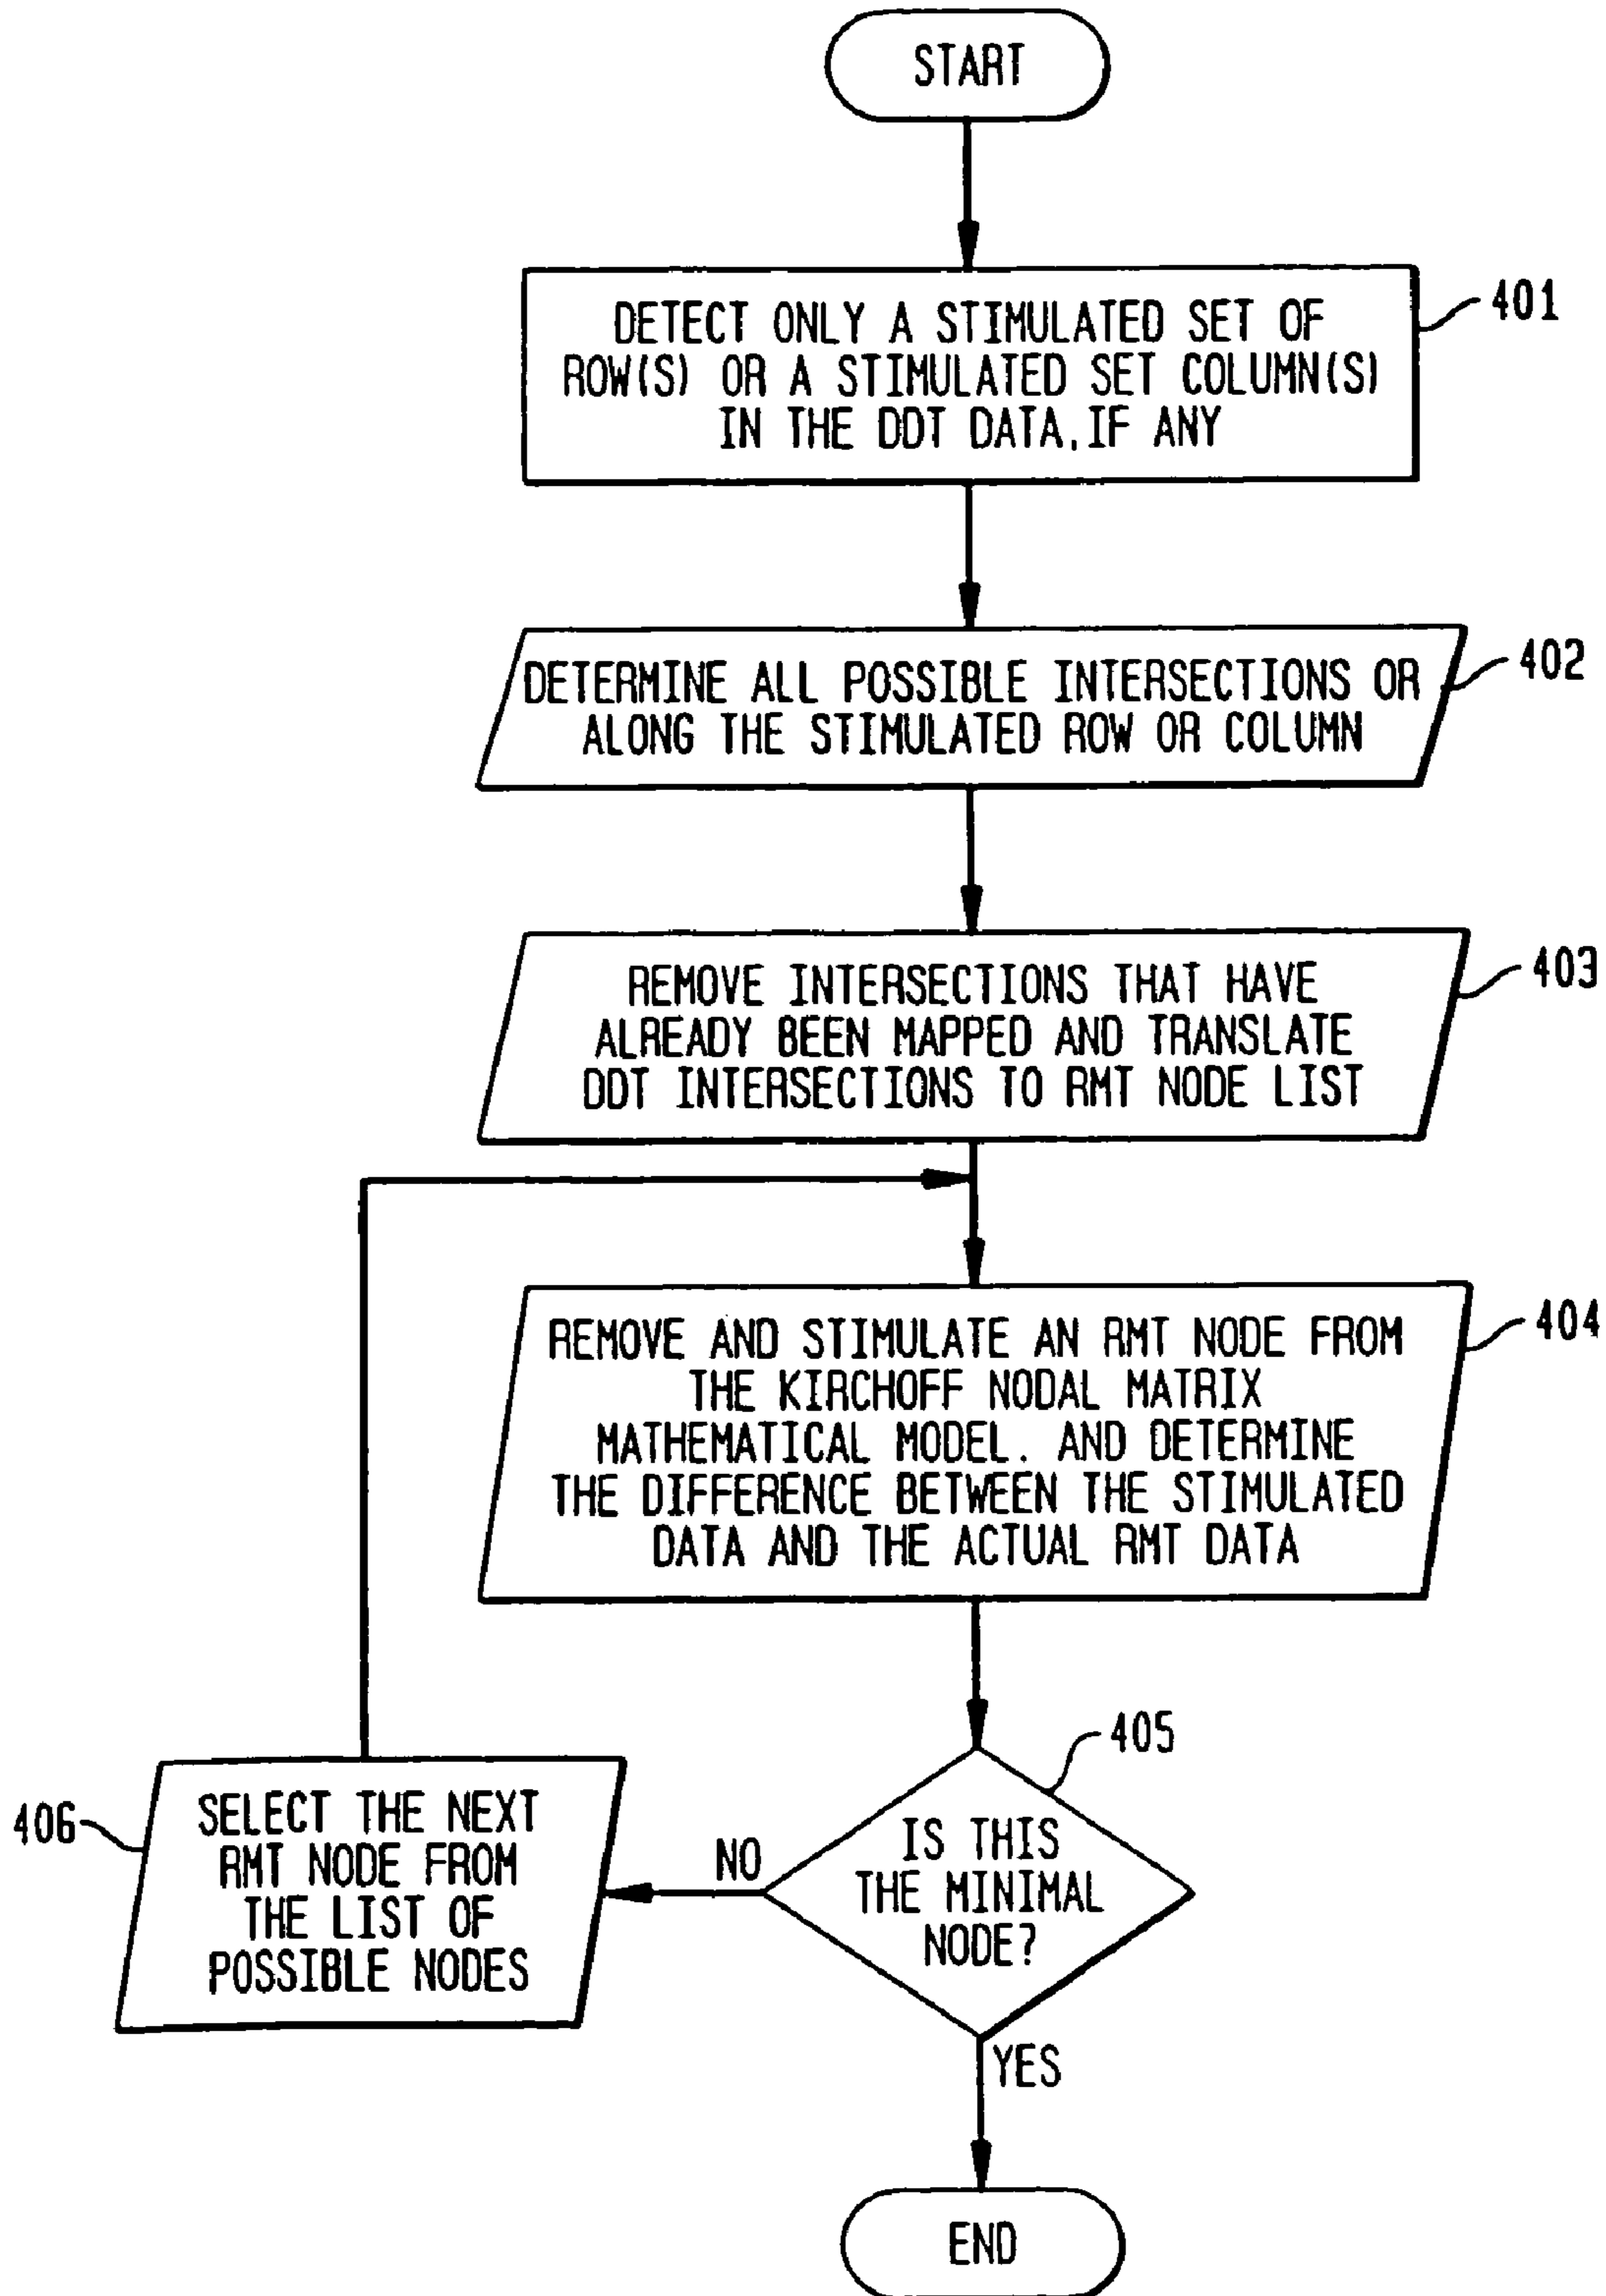 START
DETECT ONLY A STIMULATED SET OF
ROW(S) OR A STIMULATED SET COLUMN(S)
IN THE DDT DATA, IF ANY
401
DETERMINE ALL POSSIBLE INTERSECTIONS OR
ALONG THE STIMULATED ROW OR COLUMN
402
REMOVE INTERSECTIONS THAT HAVE
ALREADY BEEN MAPPED AND TRANSLATE
DDT INTERSECTIONS TO RMT NODE LIST
403
REMOVE AND STIMULATE AN RMT NODE FROM
THE KIRCHOFF NODAL MATRIX
MATHEMATICAL MODEL. AND DETERMINE
THE DIFFERENCE BETWEEN THE STIMULATED
DATA AND THE ACTUAL RMT DATA
404
405
IS THIS
THE MINIMAL
NODE?
NO
406
SELECT THE NEXT
RMT NODE FROM
THE LIST OF
POSSIBLE NODES
YES
END